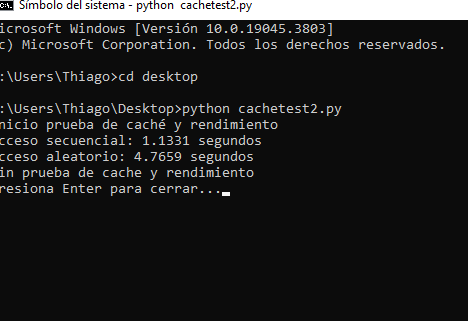 Símbolo del sistema - python cachetest2.py
icrosoft Windows [Versión 10.0.19045.3803]
c) Microsoft Corporation. Todos los derechos reservados.
:\Users\Thiago>cd desktop
:\Users\Thiago\Desktop>python cachetest2.py
nicio prueba de caché y rendimiento
cceso secuencial: 1.1331 segundos
cceso aleatorio: 4.7659 segundos
in prueba de cache y rendimiento
resiona Enter para cerrar...